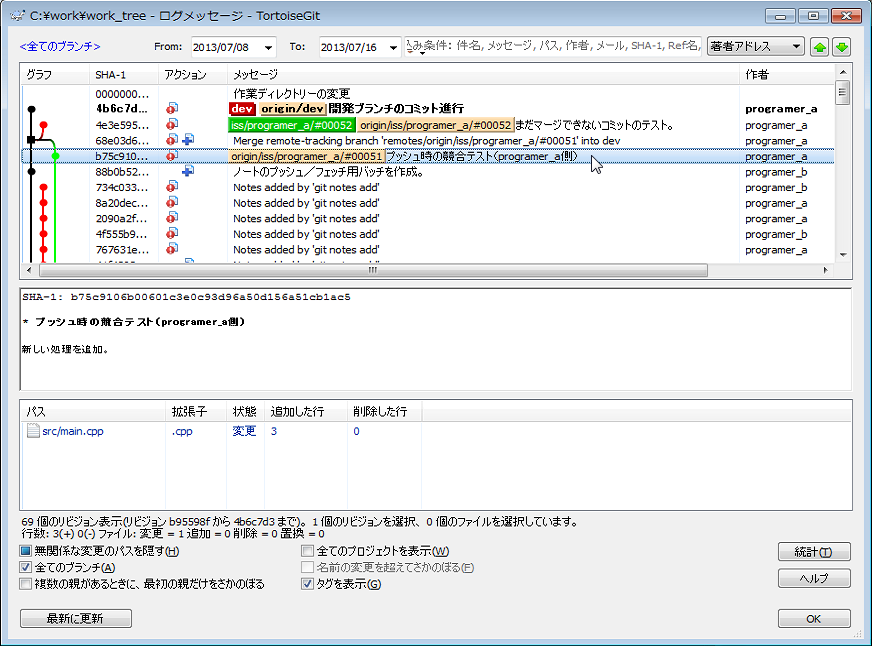 C:¥work¥work_tree - ログメッセージ - TortoiseGit
<全てのブランチ> From: 2013/07/08 To: 2013/07/16 込み条件: 件名, メッセージ, パス, 作者, メール, SHA-1, Ref名, 著者アドレス
グラフ SHA-1 アクション メッセージ 作者
0000000... 作業ディレクトリーの変更
4b6c7d... dev origin/dev 開発ブランチのコミット進行 programer_a
4e3e595... iss/programer_a/#00052 origin/iss/programer_a/#00052 まだマージできないコミットのテスト。 programer_a
68e03d6... Merge remote-tracking branch 'remotes/origin/iss/programer_a/#00051' into dev programer_a
b75c910... origin/iss/programer_a/#00051 プッシュ時の競合テスト(programer_a側) programer_a
88b0b52... ノートのプッシュ／フェッチ用バッチを作成。 programer_b
734c033... Notes added by 'git notes add' programer_b
8a20dec... Notes added by 'git notes add' programer_a
2090a2f... Notes added by 'git notes add' programer_a
4f555b9... Notes added by 'git notes add' programer_b
767631e... Notes added by 'git notes add' programer_a
SHA-1: b75c9106b00601c3e0c93d96a50d156a51cb1ac5
* プッシュ時の競合テスト(programer_a側)
新しい処理を追加。
パス 拡張子 状態 追加した行 削除した行
src/main.cpp .cpp 変更 3 0
69 個のリビジョン表示(リビジョン b95598f から 4b6c7d3 まで)。1 個のリビジョンを選択、0 個のファイルを選択しています。
行数: 3(+) 0(-) ファイル: 変更 = 1 追加 = 0 削除 = 0 置換 = 0
無関係な変更のパスを隠す(H) 全てのプロジェクトを表示(W) 統計(T)
全てのブランチ(A) 名前の変更を超えてさかのぼる(F)
複数の親があるときに、最初の親だけをさかのぼる タグを表示(G) ヘルプ
最新に更新 OK